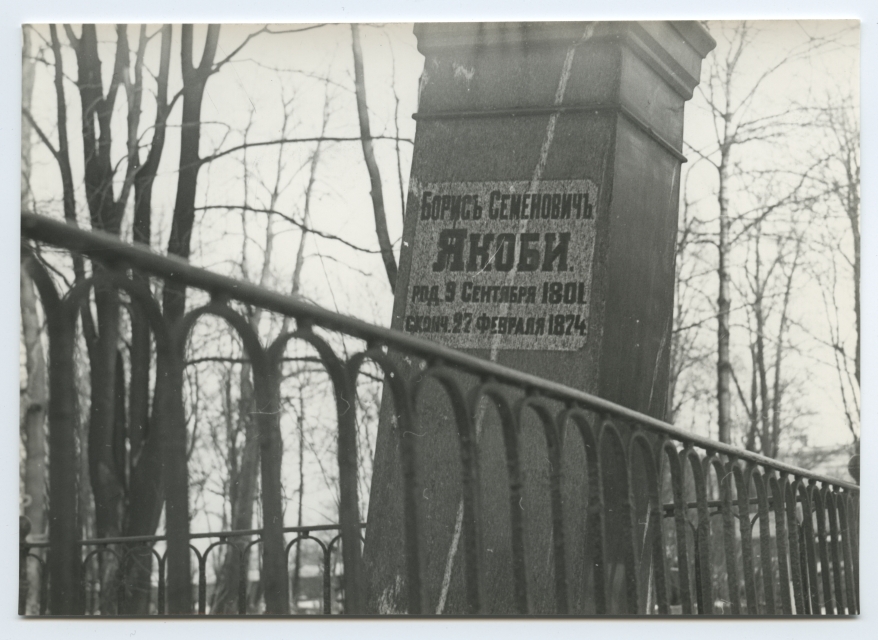 Борисъ Семеновичъ
Якоби.
род. 9 Сентября 1801.
сконч. 27 Февраля 1874